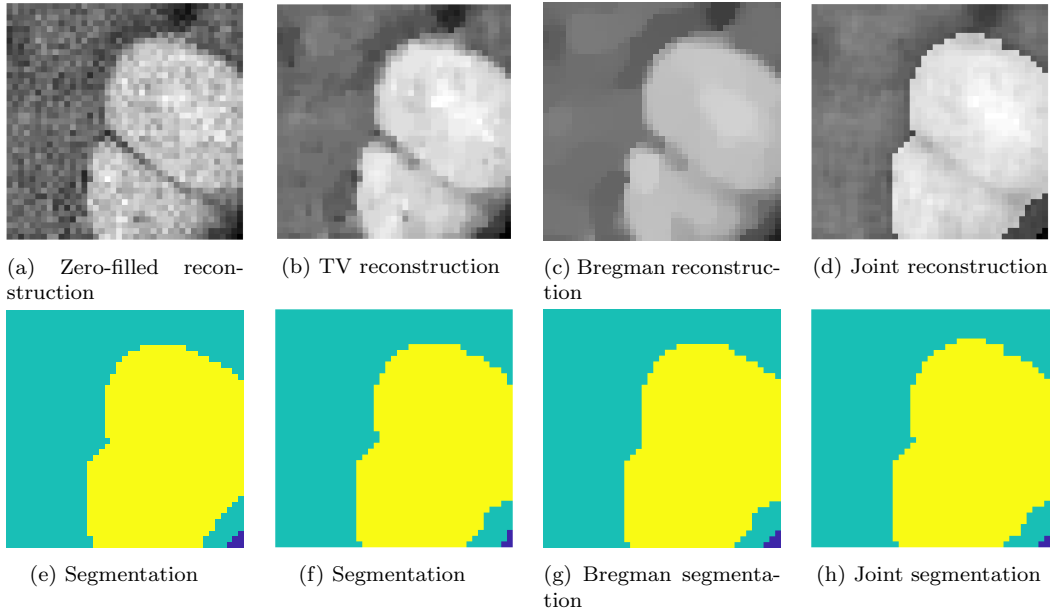 (a) Zero-filled recon-
struction
(b) TV reconstruction
(c) Bregman reconstruc-
tion
(d) Joint reconstruction
(e) Segmentation
(f) Segmentation
(g) Bregman segmenta-
tion
(h) Joint segmentation